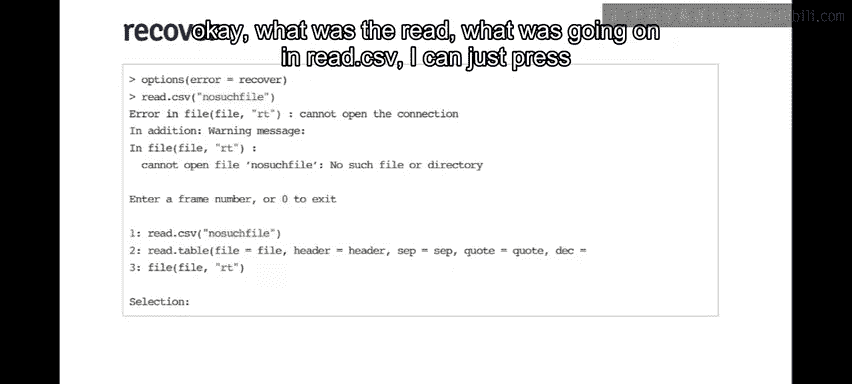 recover
okay, what was the read, what was going on
in read.csv, I can just press
> options(error = recover)
> read.csv("nosuchfile")
Error in file(file, "rt") : cannot open the connection
In addition: Warning message:
In file(file, "rt") :
cannot open file 'nosuchfile': No such file or directory
Enter a frame number, or 0 to exit
1: read.csv("nosuchfile")
2: read.table(file = file, header = header, sep = sep, quote = quote, dec =
3: file(file, "rt")
Selection: